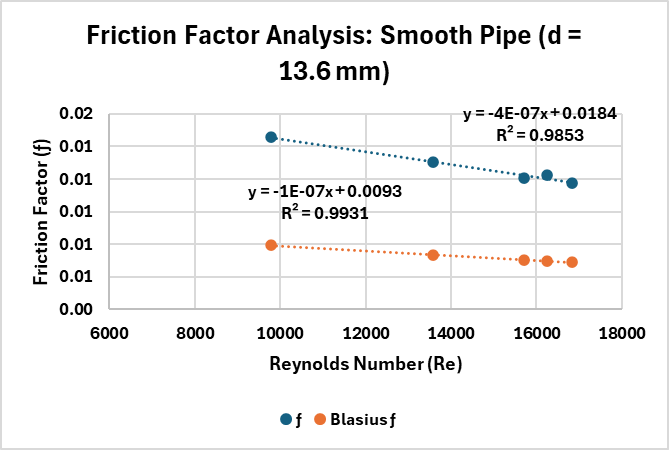 Friction Factor Analysis: Smooth Pipe (d =
13.6 mm)
y = -4E-07x + 0.0184
R² = 0.9853
y = -1E-07x + 0.0093
R² = 0.9931
Friction Factor (ƒ)
0.02
0.01
0.01
0.01
0.01
0.01
0.00
6000 8000 10000 12000 14000 16000 18000
Reynolds Number (Re)
ƒ Blasius ƒ